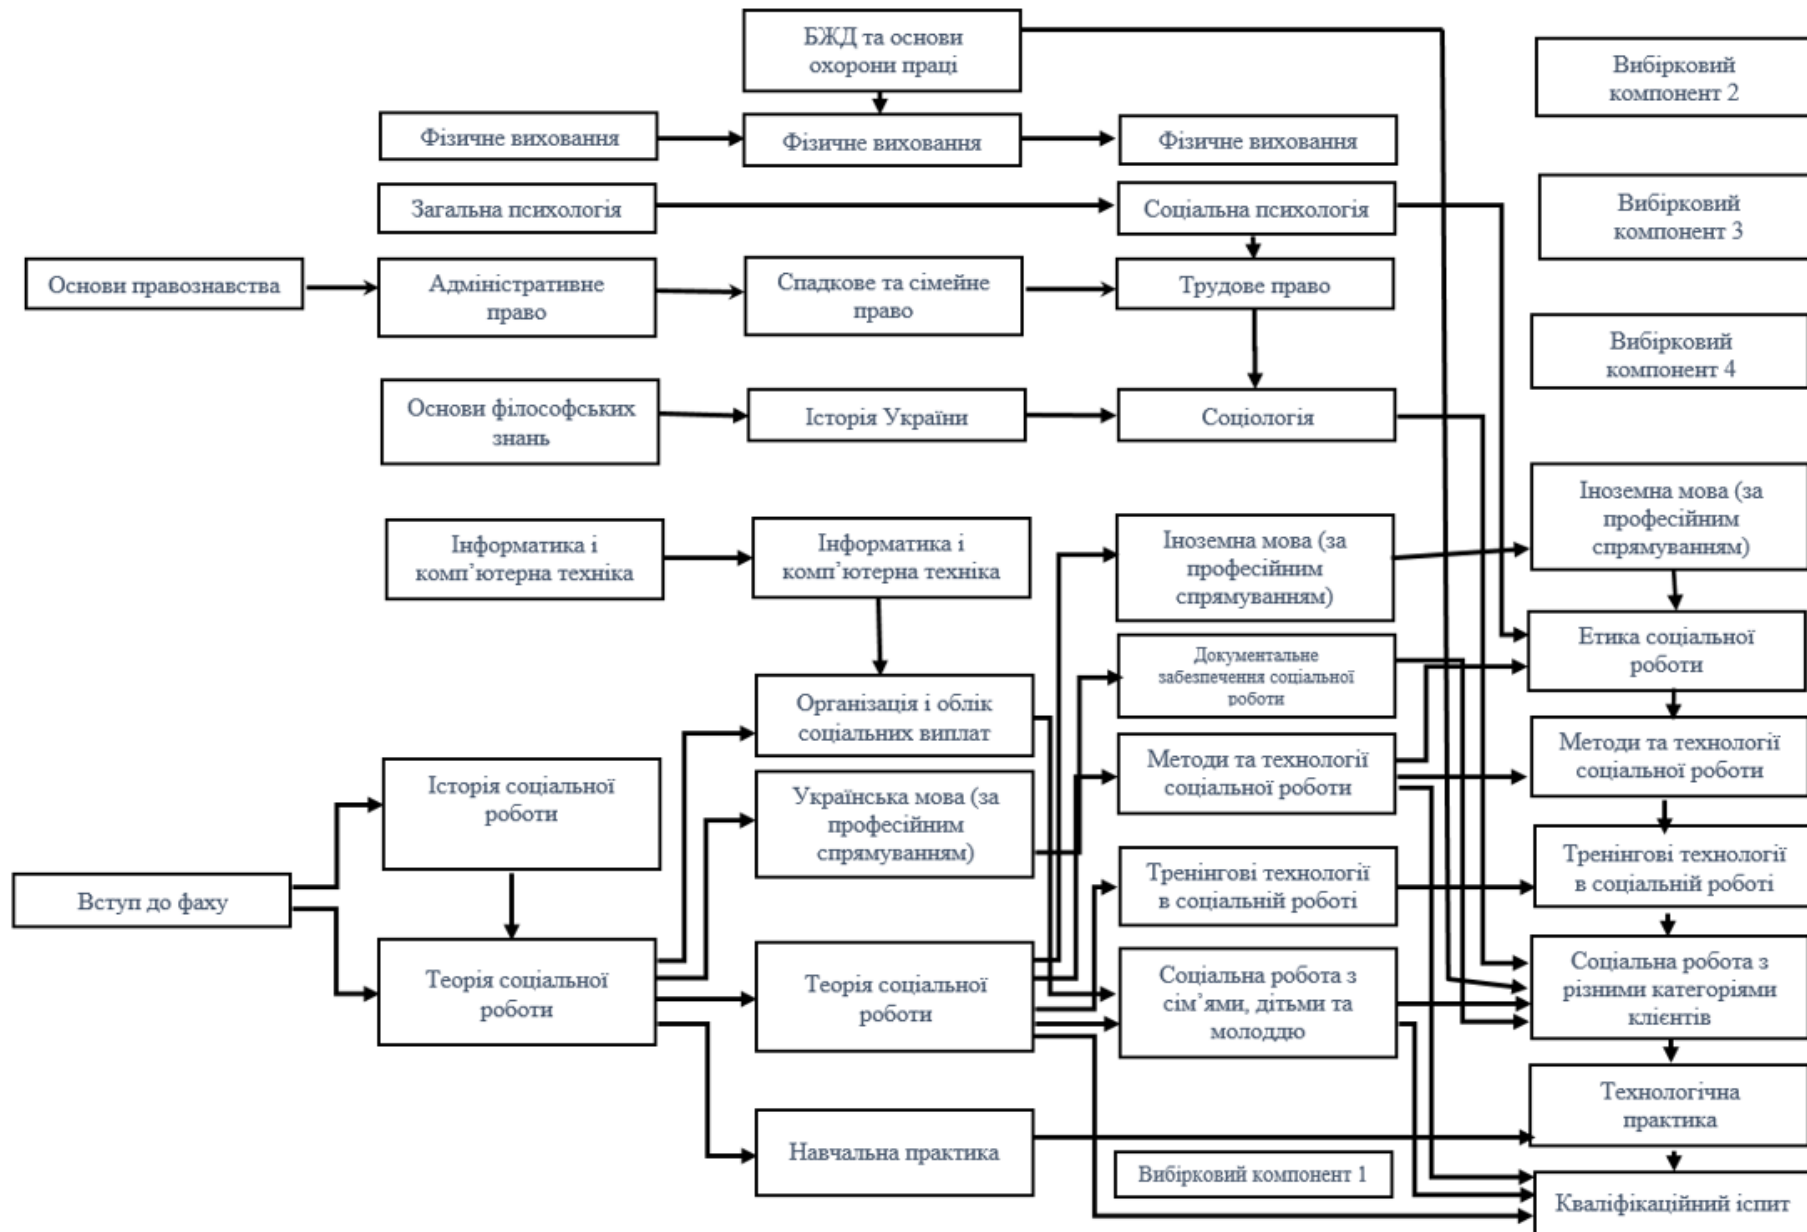 БЖД та основи
охорони праці
Вибірковий
компонент 2
Фізичне виховання
Фізичне виховання
Фізичне виховання
Загальна психологія
Соціальна психологія
Вибірковий
компонент 3
Основи правознавства
Адміністративне
право
Спадкове та сімейне
право
Трудове право
Вибірковий
компонент 4
Основи філософських
знань
Історія України
Соціологія
Інформатика і
комп’ютерна техніка
Інформатика і
комп’ютерна техніка
Іноземна мова (за
професійним
спрямуванням)
Іноземна мова (за
професійним
спрямуванням)
Документальне
забезпечення соціальної
роботи
Етика соціальної
роботи
Організація і облік
соціальних виплат
Методи та технології
соціальної роботи
Методи та технології
соціальної роботи
Історія соціальної
роботи
Українська мова (за
професійним
спрямуванням)
Тренінгові технології
в соціальній роботі
Тренінгові технології
в соціальній роботі
Вступ до фаху
Теорія соціальної
роботи
Теорія соціальної
роботи
Соціальна робота з
сім’ями, дітьми та
молоддю
Соціальна робота з
різними категоріями
клієнтів
Навчальна практика
Технологічна
практика
Вибірковий компонент 1
Кваліфікаційний іспит